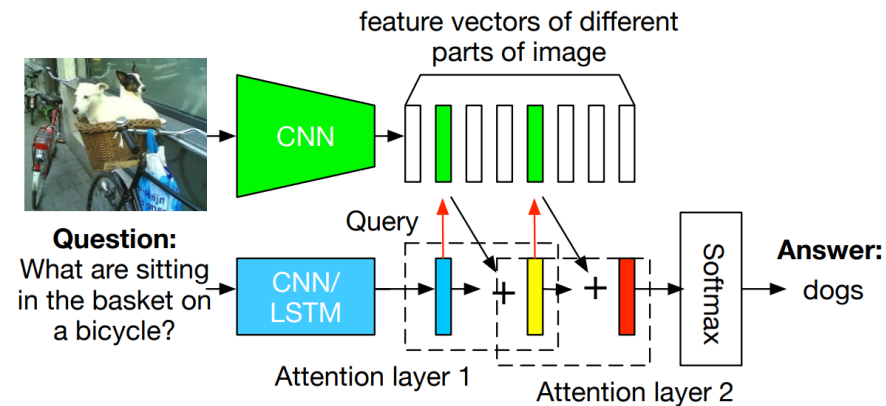 feature vectors of different
parts of image
CNN
Query
Question:
What are sitting
in the basket on
a bicycle?
CNN/
LSTM
+
+
Softmax
Answer:
dogs
Attention layer 1
Attention layer 2